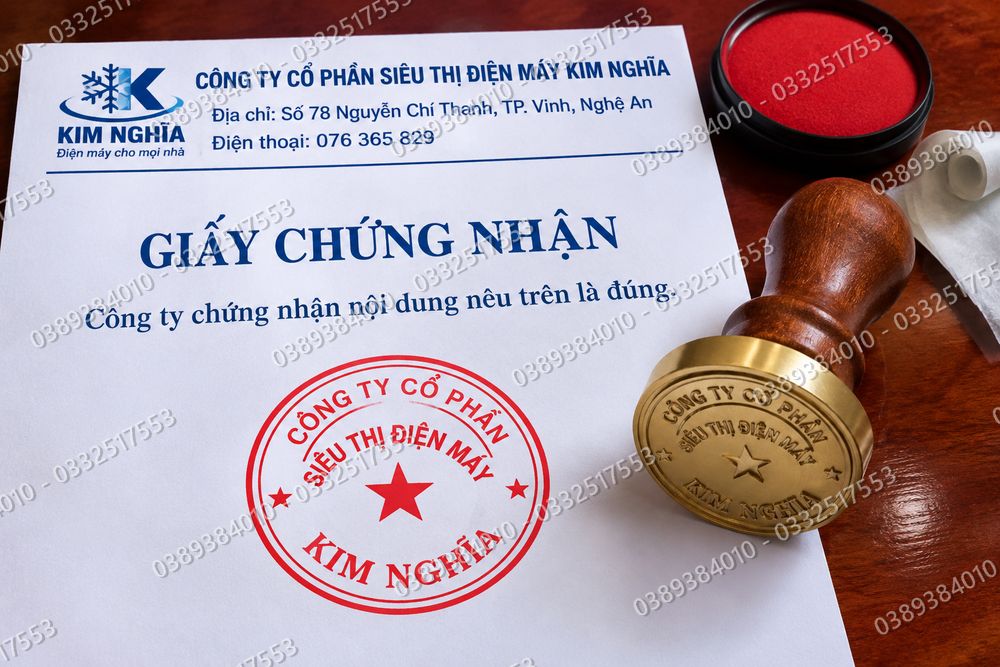 KIM NGHĨA
Điện máy cho mọi nhà
CÔNG TY CỔ PHẦN SIÊU THỊ ĐIỆN MÁY KIM NGHĨA
Địa chỉ: Số 78 Nguyễn Chí Thanh, TP. Vinh, Nghệ An
Điện thoại: 076 365 829
GIẤY CHỨNG NHẬN
Công ty chứng nhận nội dung nêu trên là đúng.
CÔNG TY CỔ PHẦN
SIÊU THỊ ĐIỆN MÁY
KIM NGHĨA
CÔNG TY CỔ PHẦN
SIÊU THỊ ĐIỆN MÁY
KIM NGHĨA
0389384010 - 0332517553